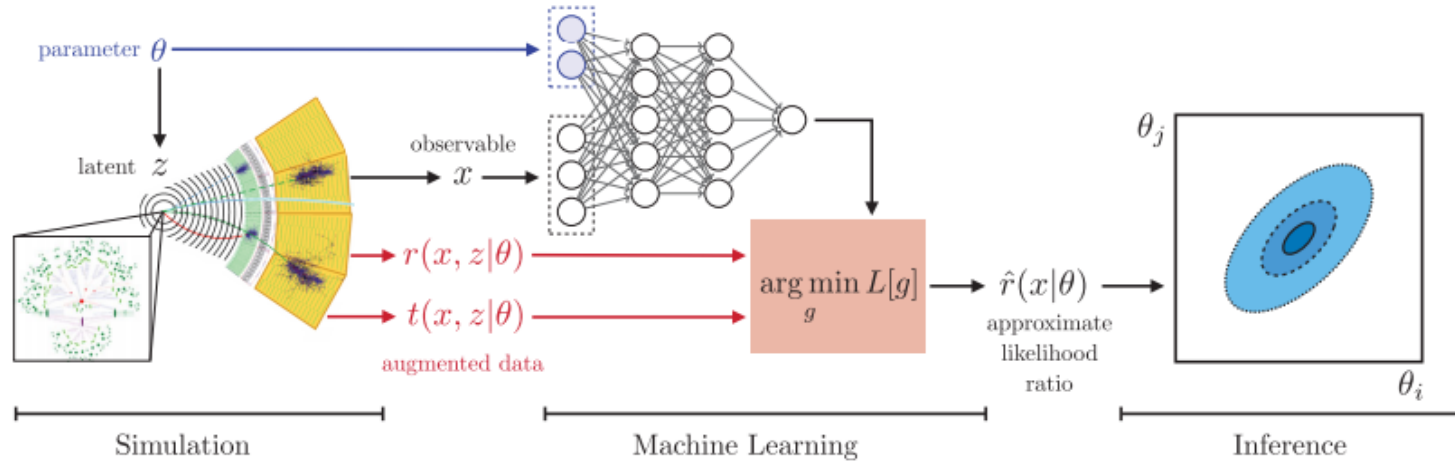 parameter θ
latent z
observable
x
r(x, z|θ)
t(x, z|θ)
augmented data
arg min L[g]
g
r̂(x|θ)
approximate
likelihood
ratio
θⱼ
θᵢ
Simulation
Machine Learning
Inference